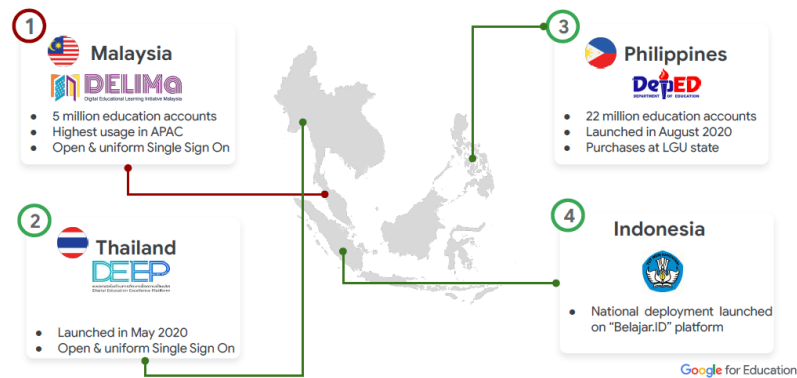 1
Malaysia
DELIMa
Digital Educational Learning Initiative Malaysia
● 5 million education accounts
● Highest usage in APAC
● Open & uniform Single Sign On
2
Thailand
DEEP
Digital Education Excellence Platform
● Launched in May 2020
● Open & uniform Single Sign On
3
Philippines
DepED
DEPARTMENT OF EDUCATION
● 22 million education accounts
● Launched in August 2020
● Purchases at LGU state
4
Indonesia
● National deployment launched
on “Belajar.ID” platform
Google for Education